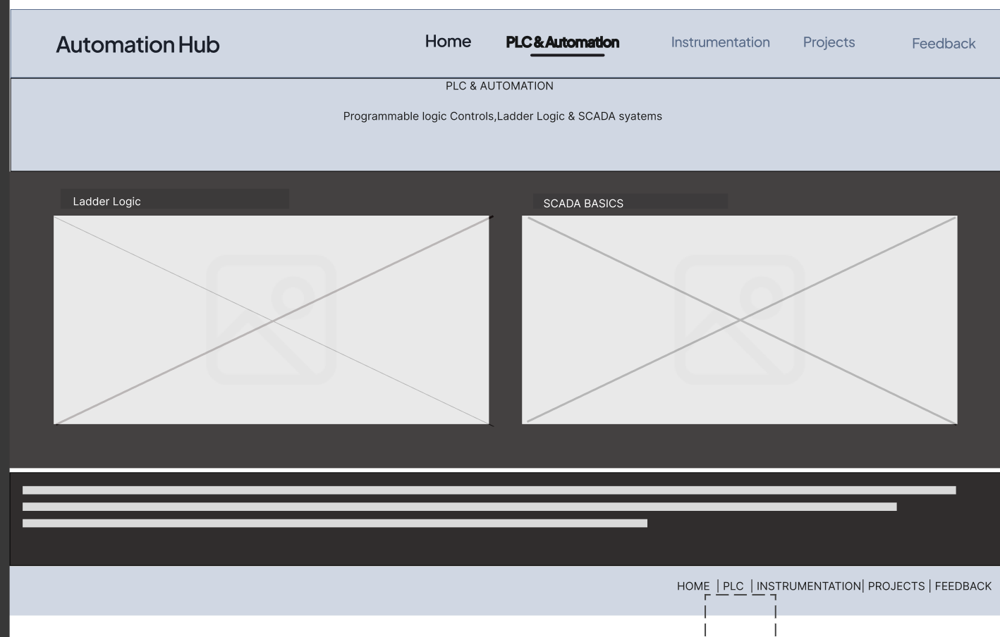 Automation Hub Home PLC & Automation Instrumentation Projects Feedback
PLC & AUTOMATION
Programmable logic Controls,Ladder Logic & SCADA syatems
Ladder Logic
SCADA BASICS
HOME | PLC | INSTRUMENTATION| PROJECTS | FEEDBACK